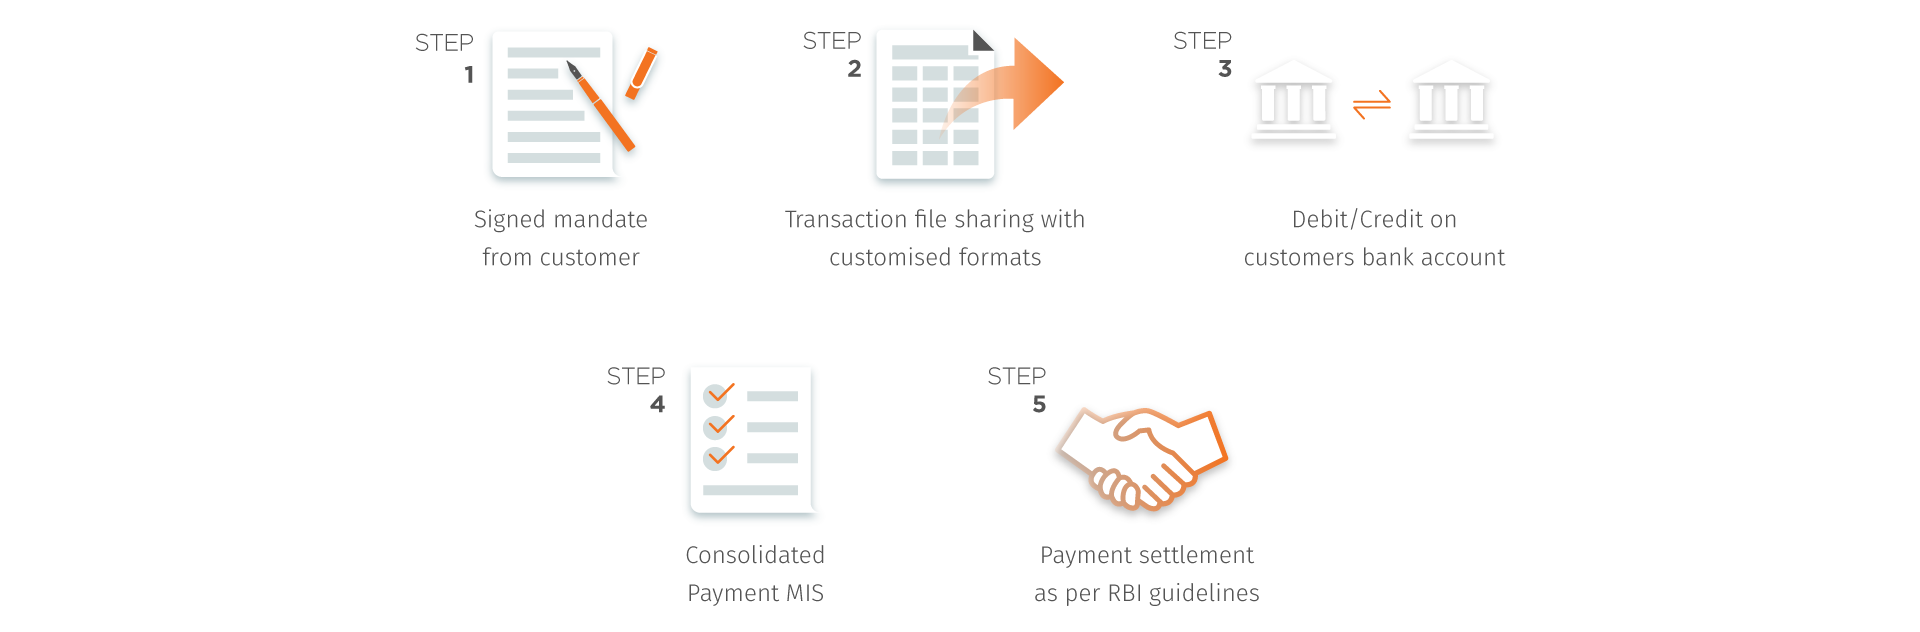 STEP
1
Signed mandate
from customer
STEP
2
Transaction file sharing with
customised formats
STEP
3
Debit/Credit on
customers bank account
STEP
4
Consolidated
Payment MIS
STEP
5
Payment settlement
as per RBI guidelines